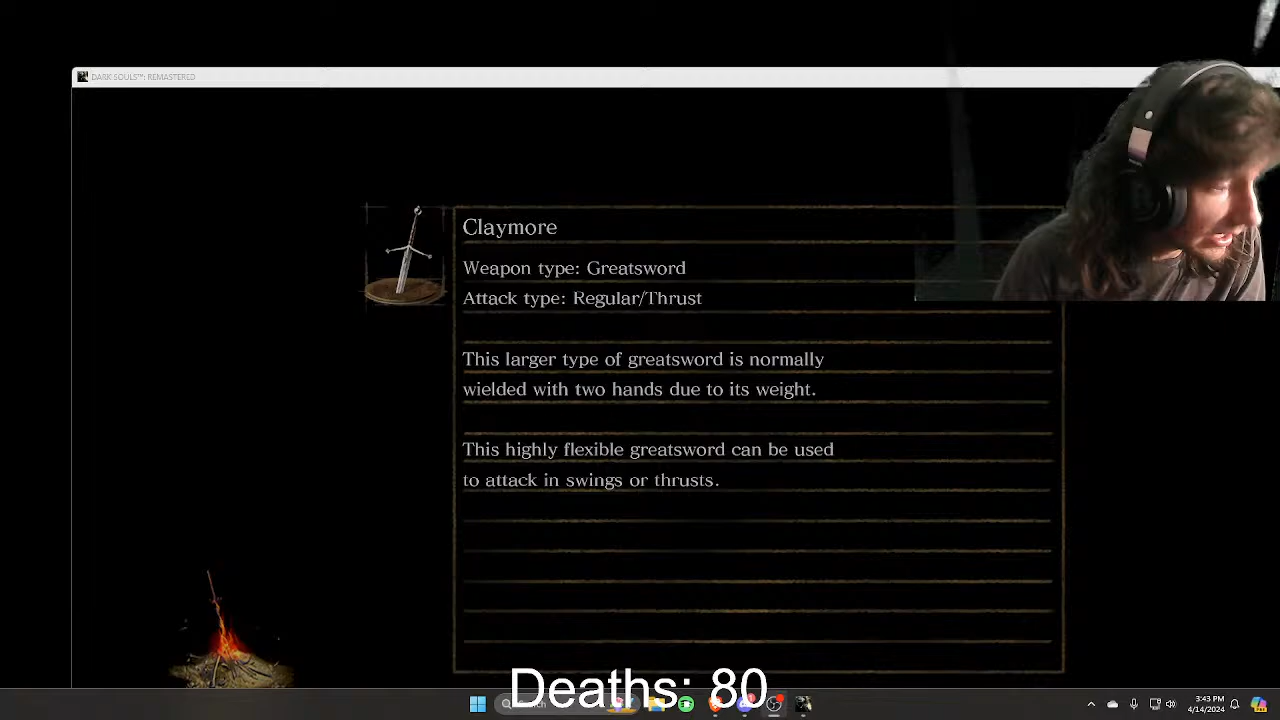 DARK SOULS™: REMASTERED
Claymore
Weapon type: Greatsword
Attack type: Regular/Thrust
This larger type of greatsword is normally
wielded with two hands due to its weight.
This highly flexible greatsword can be used
to attack in swings or thrusts.
Deaths: 80
3:43 PM
4/14/2024